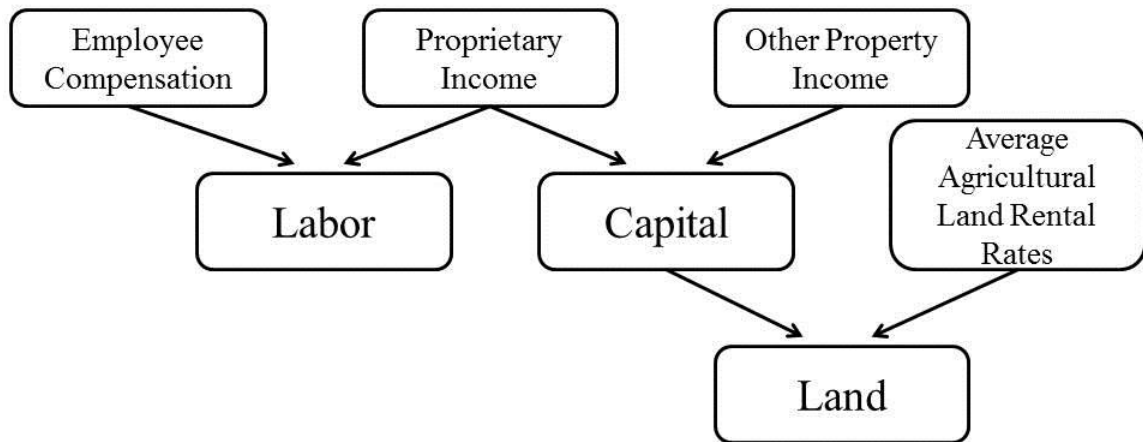 Employee
Compensation
Proprietary
Income
Other Property
Income
Average
Agricultural
Land Rental
Rates
Labor
Capital
Land